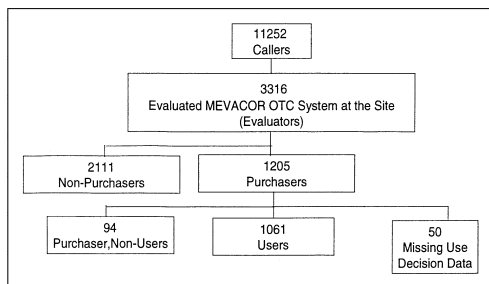 11252
Callers
3316
Evaluated MEVACOR OTC System at the Site
(Evaluators)
2111
Non-Purchasers
1205
Purchasers
94
Purchaser,Non-Users
1061
Users
50
Missing Use
Decision Data